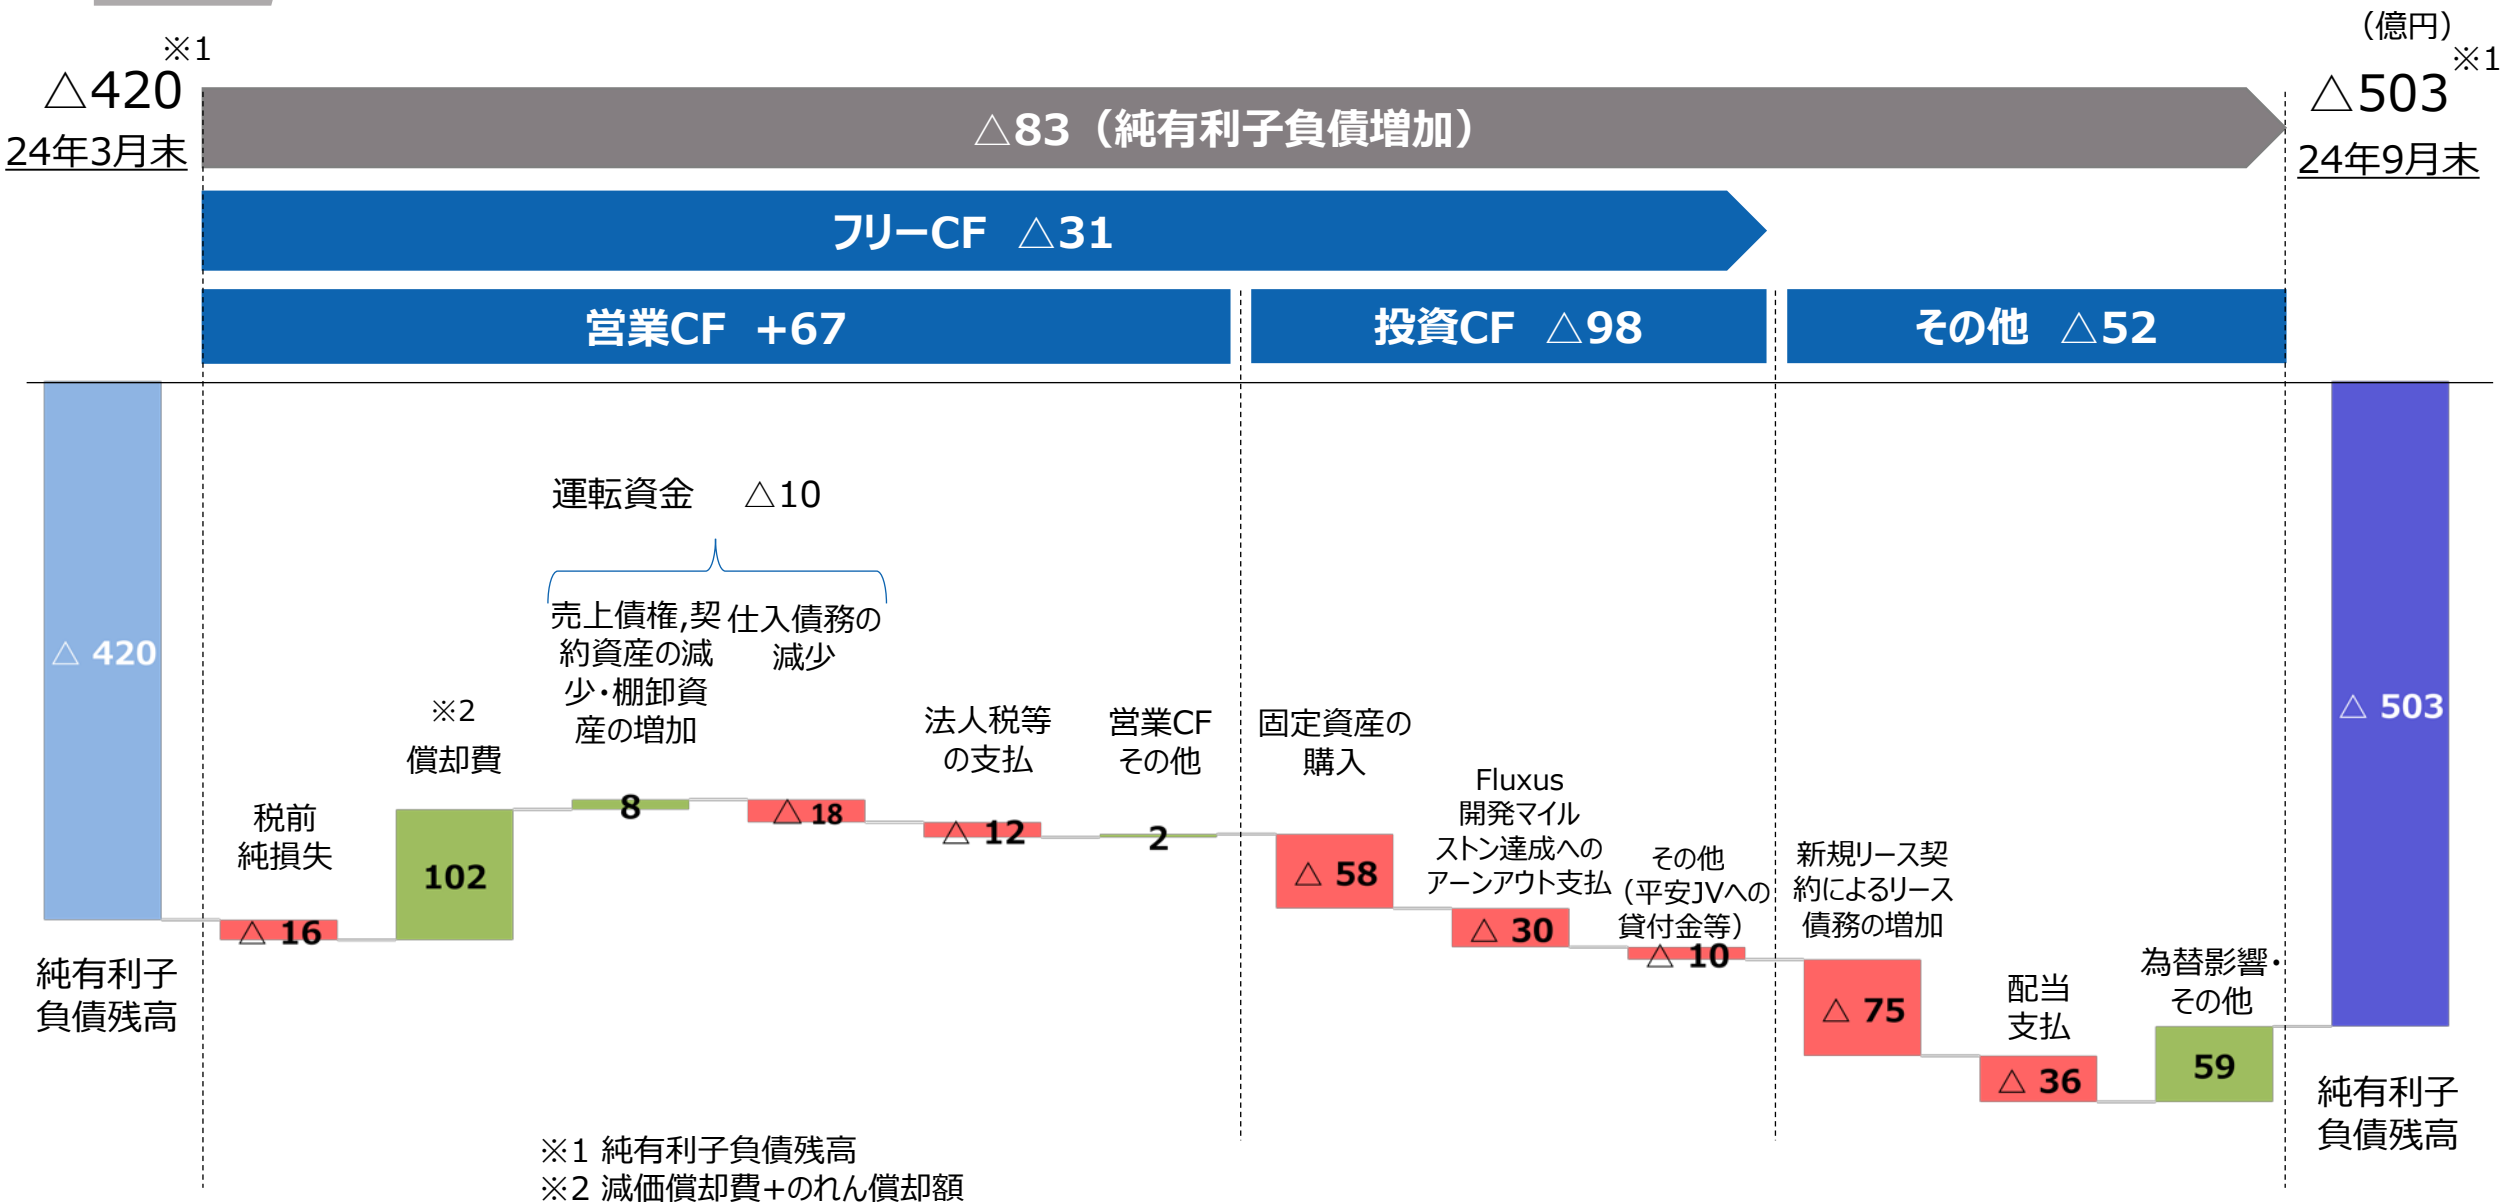 （億円）
※1
△420
24年3月末
※1
△503
24年9月末
△83（純有利子負債増加）
フリーCF △31
営業CF +67
投資CF △98
その他 △52
運転資金 △10
売上債権,契
約資産の減
少・棚卸資
産の増加
仕入債務の
減少
※2
償却費
税前
純損失
法人税等
の支払
営業CF
その他
固定資産の
購入
Fluxus
開発マイル
ストン達成への
アーンアウト支払
その他
（平安JVへの
貸付金等）
新規リース契
約によるリース
債務の増加
配当
支払
為替影響・
その他
△ 420
△ 16
102
8
△ 18
△ 12
2
△ 58
△ 30
△ 10
△ 75
△ 36
59
△ 503
純有利子
負債残高
純有利子
負債残高
※1 純有利子負債残高
※2 減価償却費+のれん償却額